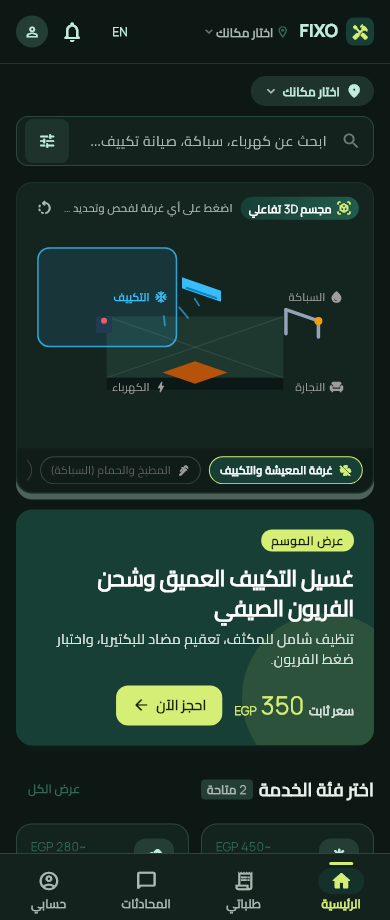 FIXO
اختار مكانك
EN
اختار مكانك
ابحث عن كهرباء، سباكة، صيانة تكييف...
مجسم 3D تفاعلي
اضغط على أي غرفة لفحص وتحديد ...
التكييف
السباكة
الكهرباء
النجارة
غرفة المعيشة والتكييف
المطبخ والحمام (السباكة)
عرض الموسم
غسيل التكييف العميق وشحن
الفريون الصيفي
تنظيف شامل للمكثف، تعقيم مضاد للبكتيريا، واختبار
ضغط الفريون.
سعر ثابت 350 EGP
احجز الآن
اختر فئة الخدمة
2 متاحة
عرض الكل
~450 EGP
~280 EGP
الرئيسية
طلباتي
المحادثات
حسابي